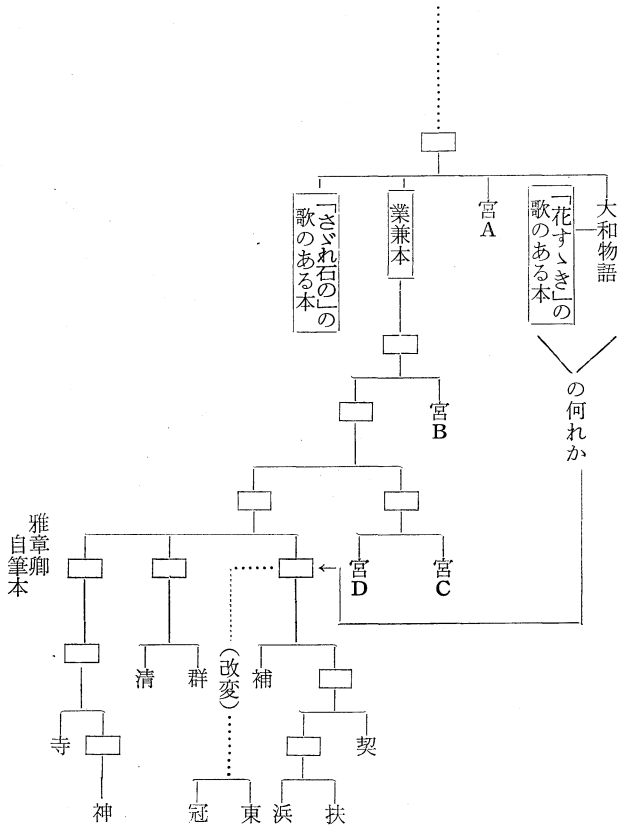 大和物語
「花すゝき」の
歌のある本
宮A
業兼本
「さゞれ石の」の
歌のある本
の何れか
宮B
宮C
宮D
雅章卿
自筆本
(改変)
契
補
群
清
扶
浜
東
冠
寺
神